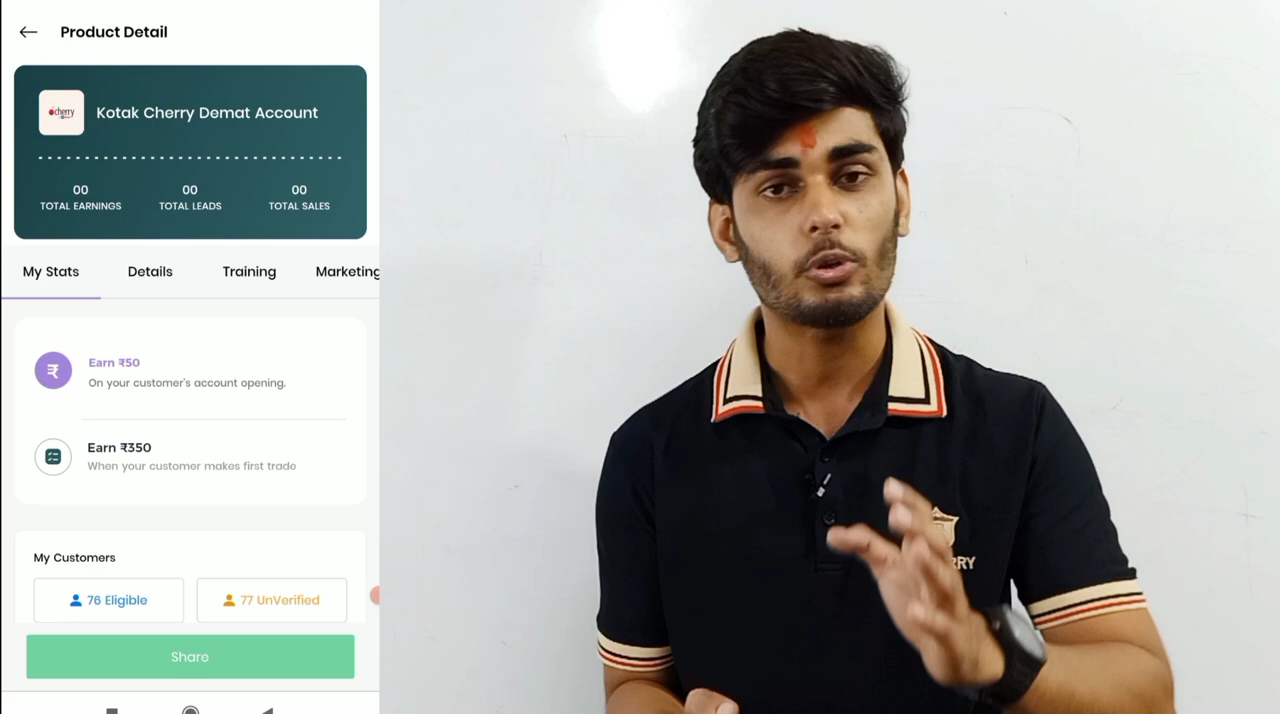 Product Detail
cherry
Kotak Cherry Demat Account
00 00 00
TOTAL EARNINGS TOTAL LEADS TOTAL SALES
My Stats Details Training Marketing
Earn ₹50
On your customer's account opening.
Earn ₹350
When your customer makes first trade
My Customers
76 Eligible 77 UnVerified
Share